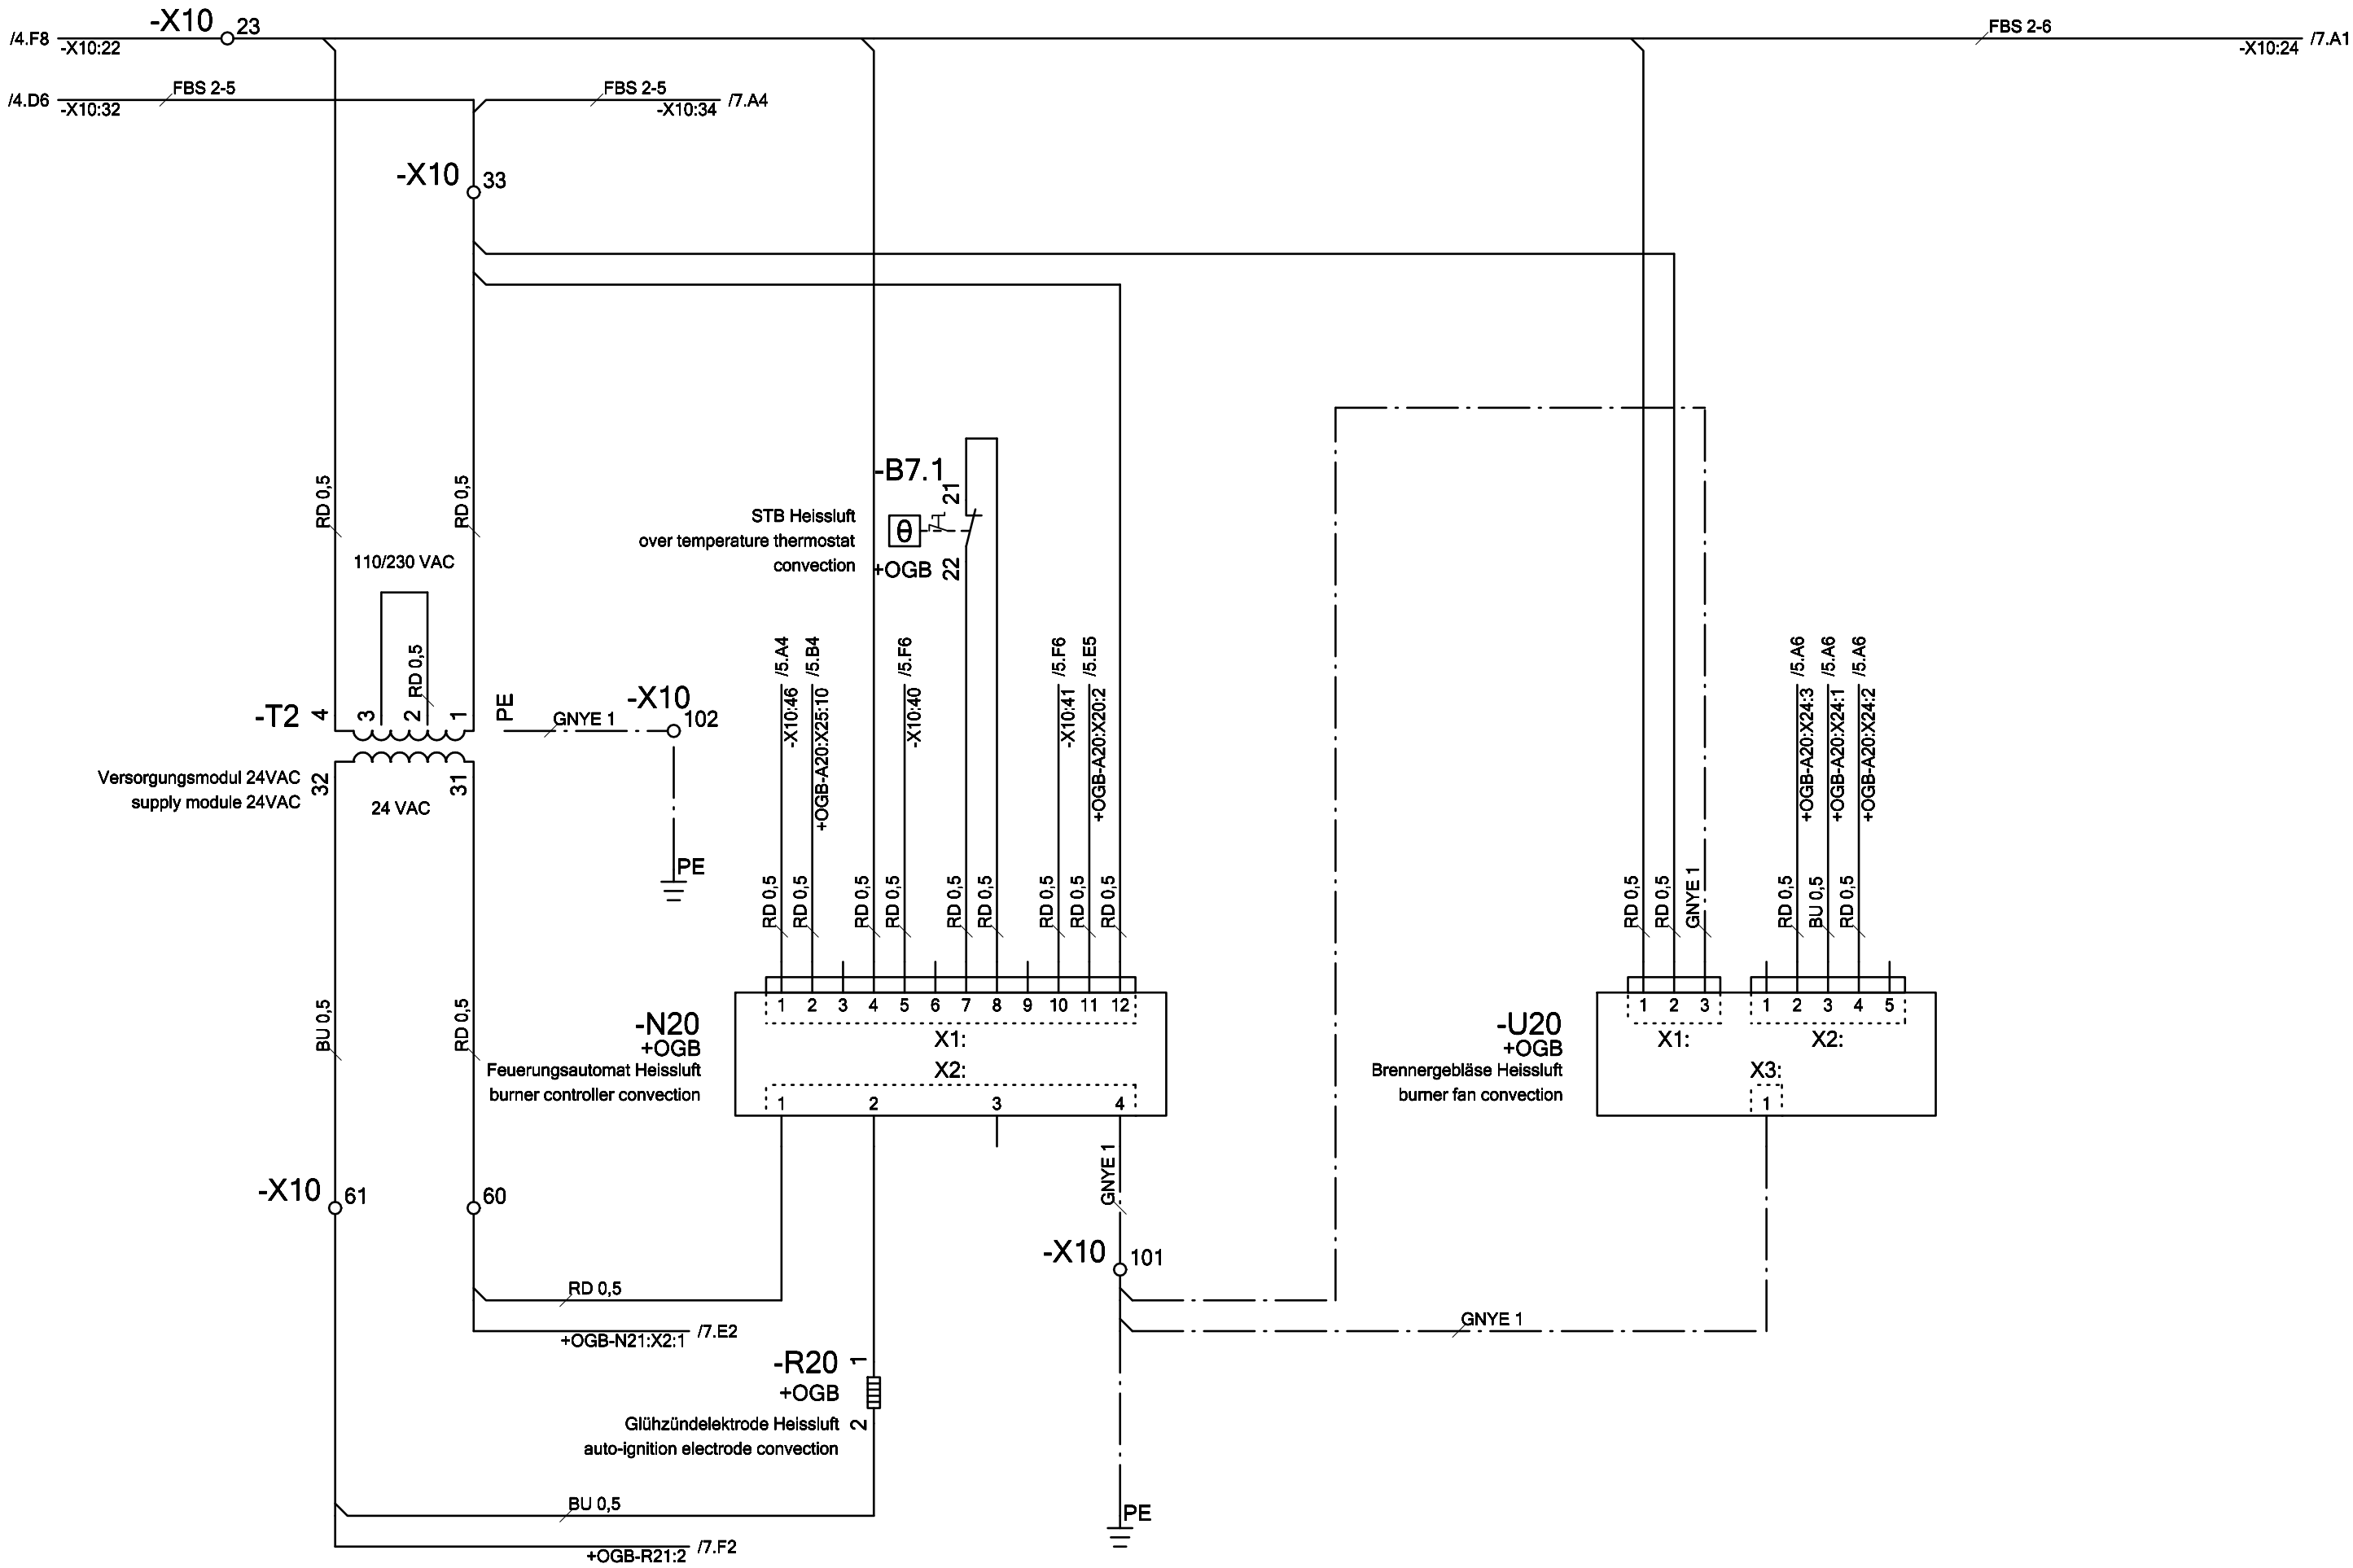 -X10 23
/4.F8
-X10:22
FBS 2-6
-X10:24
/7.A1
/4.D6
-X10:32
FBS 2-5
FBS 2-5
-X10:34
/7.A4
-X10 33
RD 0,5
RD 0,5
110/230 VAC
RD 0,5
-T2
4
3
2
1
PE
GNYE 1
-X10
102
PE
Versorgungsmodul 24VAC
supply module 24VAC
32
31
24 VAC
-B7.1
21
STB Heissluft
over temperature thermostat
convection
θ
+OGB
22
/5.A4
-X10:46
/5.B4
+OGB-A20:X25:10
/5.F6
-X10:40
/5.F6
-X10:41
/5.E5
+OGB-A20:X20:2
RD 0,5
RD 0,5
RD 0,5
RD 0,5
RD 0,5
RD 0,5
RD 0,5
RD 0,5
RD 0,5
1 2 3 4 5 6 7 8 9 10 11 12
X1:
-N20
+OGB
Feuerungsautomat Heissluft
burner controller convection
X2:
1 2 3 4
/5.A6
+OGB-A20:X24:3
/5.A6
+OGB-A20:X24:1
/5.A6
+OGB-A20:X24:2
RD 0,5
RD 0,5
GNYE 1
RD 0,5
BU 0,5
RD 0,5
1 2 3
1 2 3 4 5
X1:
X2:
-U20
+OGB
Brennergebläse Heissluft
burner fan convection
X3:
1
BU 0,5
RD 0,5
-X10 61
60
GNYE 1
-X10 101
RD 0,5
+OGB-N21:X2:1
/7.E2
GNYE 1
-R20
1
+OGB
Glühzündelektrode Heissluft
auto-ignition electrode convection
2
BU 0,5
+OGB-R21:2
/7.F2
PE